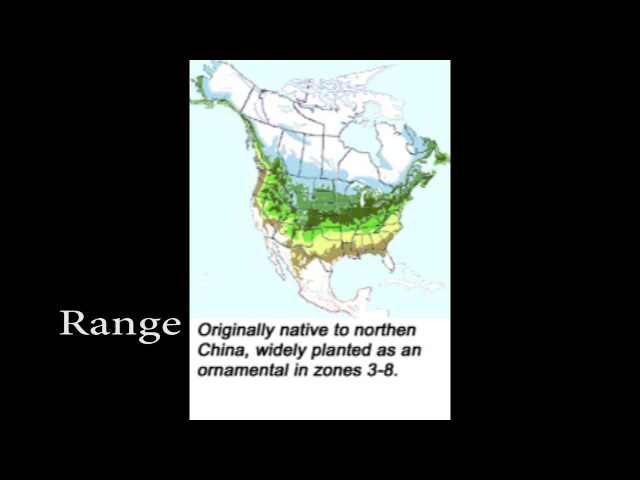 Range
Originally native to northen
China, widely planted as an
ornamental in zones 3-8.